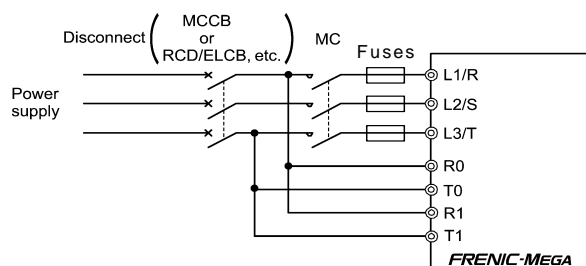 Disconnect
MCCB
or
RCD/ELCB, etc.
MC
Fuses
Power
supply
L1/R
L2/S
L3/T
R0
T0
R1
T1
FRENIC-MEGA